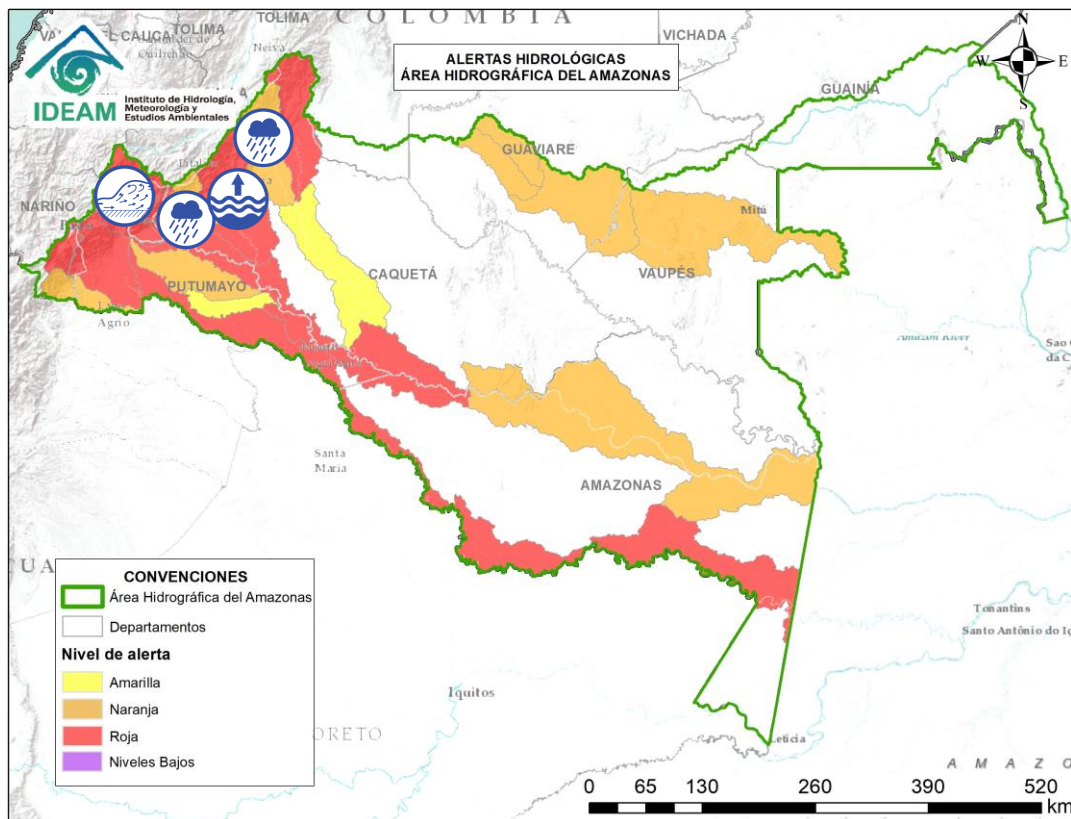 COLOMBIA
TOLIMA
TOLIMA
VICHADA
Neiva
ALERTAS HIDROLÓGICAS
ÁREA HIDROGRÁFICA DEL AMAZONAS
N
W E
S
IDEAM
Instituto de Hidrología,
Meteorología y
Estudios Ambientales
GUAINÍA
GUAVIARE
NARIÑO
Mitú
CAQUETÁ
VAUPÉS
PUTUMAYO
Agrio
Amazon River
Santa
Maria
AMAZONAS
CONVENCIONES
Área Hidrográfica del Amazonas
Departamentos
Nivel de alerta
Amarilla
Naranja
Roja
Niveles Bajos
Tonantins
Santo Antônio do Iç
Iquitos
ORETO
Leticia
AMAZO
0 65 130 260 390 520
km